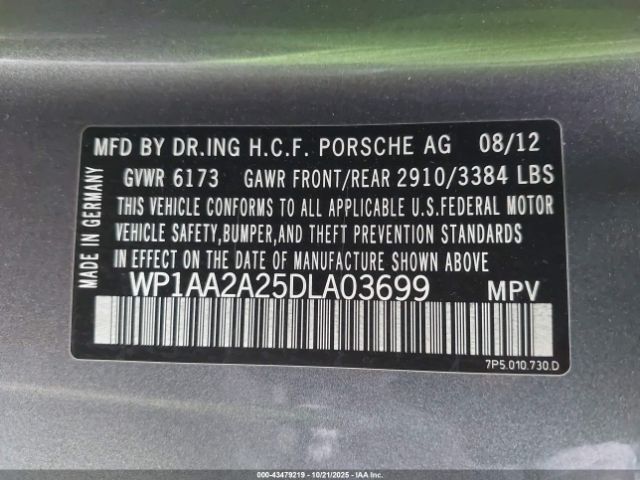 MFD BY DR.ING H.C.F. PORSCHE AG 08/12
GVWR 6173 GAWR FRONT/REAR 2910/3384 LBS
THIS VEHICLE CONFORMS TO ALL APPLICABLE U.S.FEDERAL MOTOR
VEHICLE SAFETY,BUMPER,AND THEFT PREVENTION STANDARDS
IN EFFECT ON THE DATE OF MANUFACTURE SHOWN ABOVE.
WP1AA2A25DLA03699 MPV
MADE IN GERMANY
7P5.010.730.D
000-43479219 - 10/21/2025 - IAA Inc.